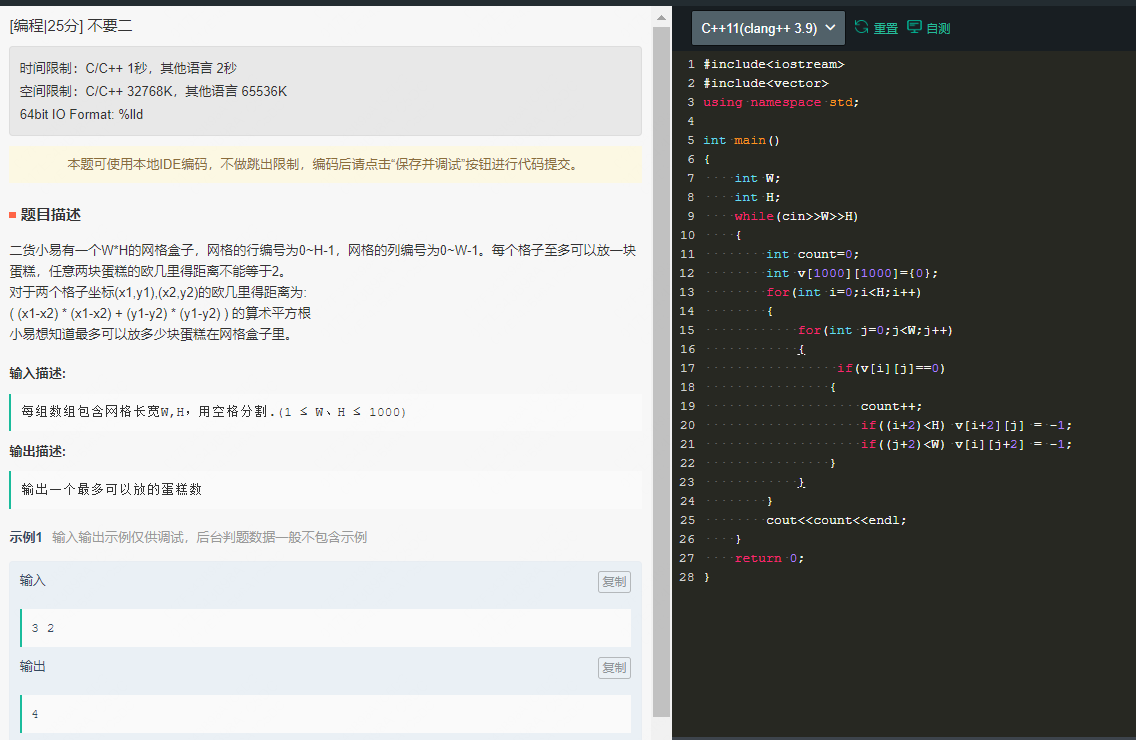 [编程|25分] 不要二
时间限制：C/C++ 1秒，其他语言 2秒
空间限制：C/C++ 32768K，其他语言 65536K
64bit IO Format: %lld
本题可使用本地IDE编码，不做跳出限制，编码后请点击“保存并调试”按钮进行代码提交。
题目描述
二货小易有一个W*H的网格盒子，网格的行编号为0~H-1，网格的列编号为0~W-1。每个格子至多可以放一块
蛋糕，任意两块蛋糕的欧几里得距离不能等于2。
对于两个格子坐标(x1,y1),(x2,y2)的欧几里得距离为:
( (x1-x2) * (x1-x2) + (y1-y2) * (y1-y2) ) 的算术平方根
小易想知道最多可以放多少块蛋糕在网格盒子里。
输入描述:
每组数组包含网格长宽W,H，用空格分割.(1 ≤ W、H ≤ 1000)
输出描述:
输出一个最多可以放的蛋糕数
示例1 输入输出示例仅供调试，后台判题数据一般不包含示例
输入 复制
3 2
输出 复制
4
C++11(clang++ 3.9) 重置 自测
1 #include<iostream>
2 #include<vector>
3 using namespace std;
4
5 int main()
6 {
7     int W;
8     int H;
9     while(cin>>W>>H)
10     {
11         int count=0;
12         int v[1000][1000]={0};
13         for(int i=0;i<H;i++)
14         {
15             for(int j=0;j<W;j++)
16             {
17                  if(v[i][j]==0)
18                 {
19                     count++;
20                     if((i+2)<H) v[i+2][j] = -1;
21                     if((j+2)<W) v[i][j+2] = -1;
22                 }
23             }
24         }
25         cout<<count<<endl;
26     }
27     return 0;
28 }